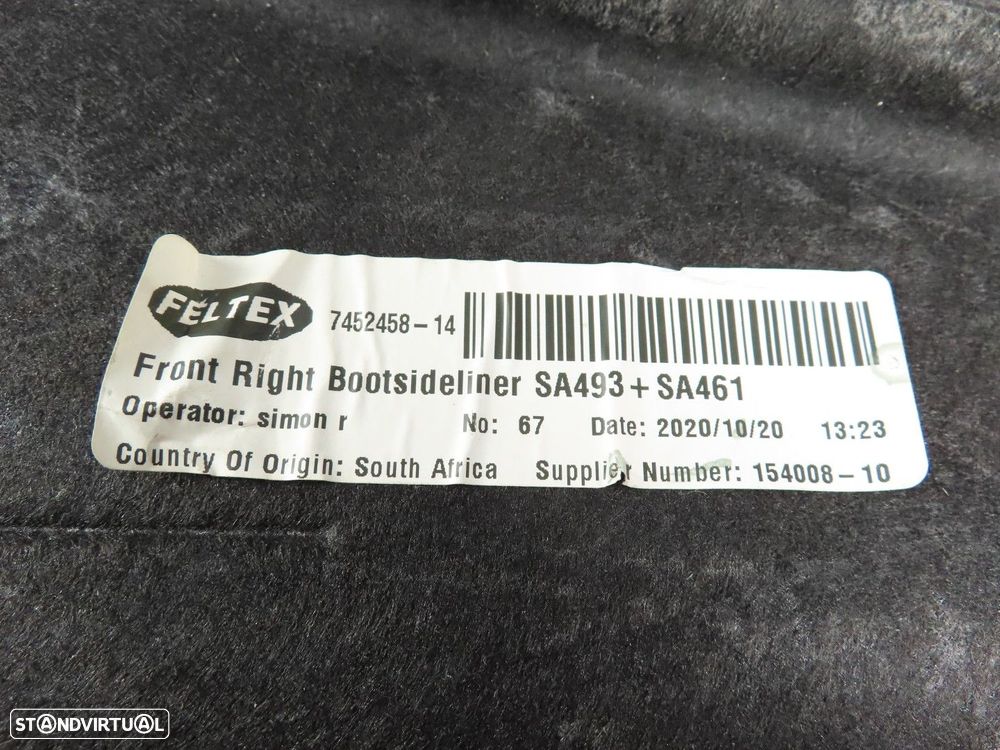 FELTEX
7452458-14
Front Right Bootsideliner SA493+SA461
Operator: simon r No: 67 Date: 2020/10/20 13:23
Country Of Origin: South Africa Supplier Number: 154008-10
STANDVIRTUAL